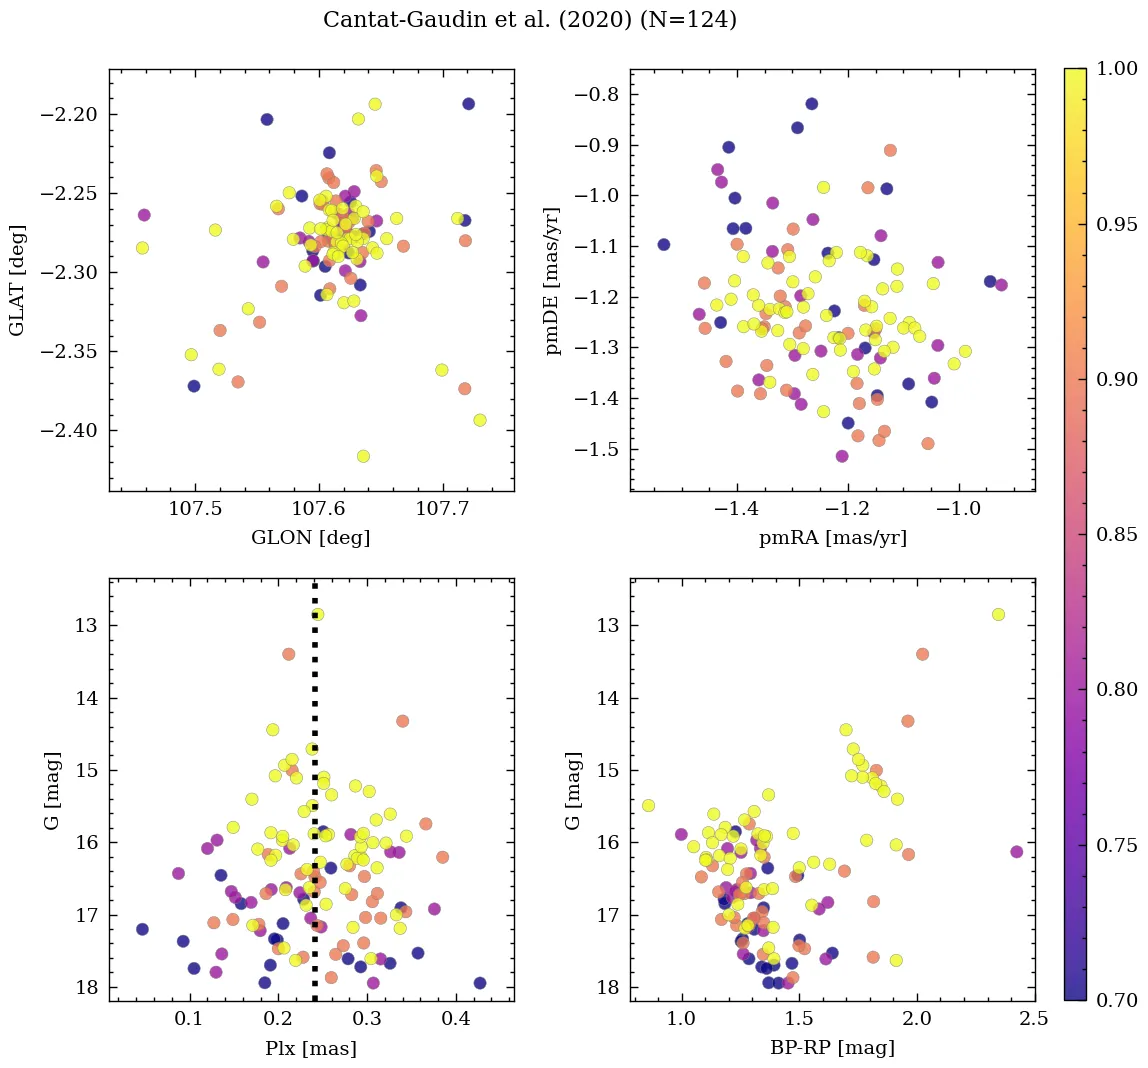 Cantat-Gaudin et al. (2020) (N=124)
−2.20
−2.25
−2.30
−2.35
−2.40
GLAT [deg]
107.5 107.6 107.7
GLON [deg]
−0.8
−0.9
−1.0
−1.1
−1.2
−1.3
−1.4
−1.5
pmDE [mas/yr]
−1.4 −1.2 −1.0
pmRA [mas/yr]
13
14
15
16
17
18
G [mag]
0.1 0.2 0.3 0.4
Plx [mas]
13
14
15
16
17
18
G [mag]
1.0 1.5 2.0 2.5
BP-RP [mag]
1.00
0.95
0.90
0.85
0.80
0.75
0.70